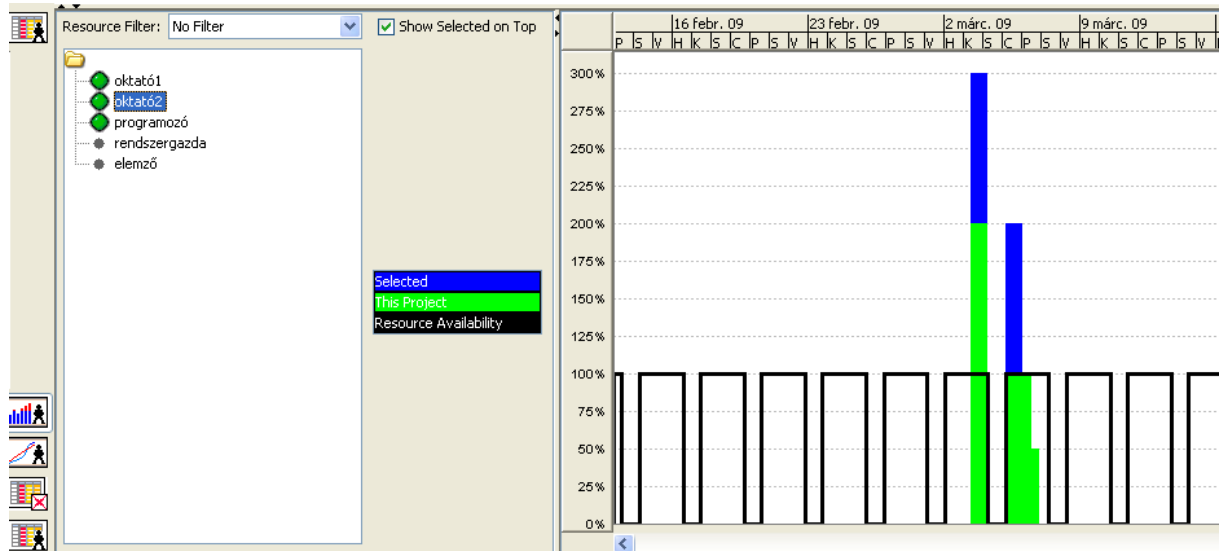 Resource Filter: No Filter
Show Selected on Top
oktató1
oktató2
programozó
rendszergazda
elemző
Selected
This Project
Resource Availability
16 febr. 09 23 febr. 09 2 márc. 09 9 márc. 09
P S V H K S C P S V H K S C P S V H K S C P S V H K S C P S V
300%
275%
250%
225%
200%
175%
150%
125%
100%
75%
50%
25%
0%